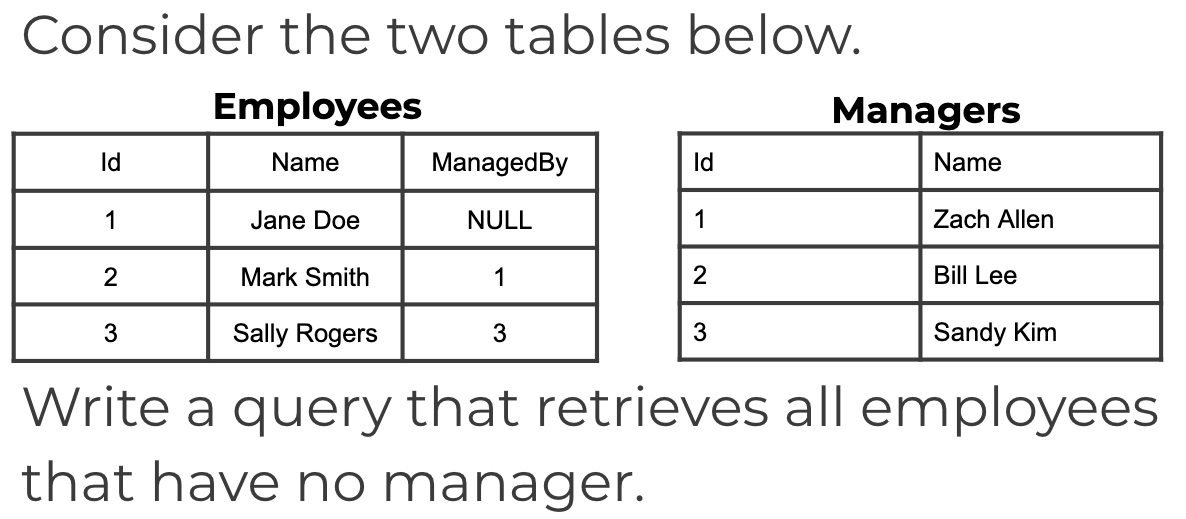 Consider the two tables below.
Employees
Id Name ManagedBy
1 Jane Doe NULL
2 Mark Smith 1
3 Sally Rogers 3
Managers
Id Name
1 Zach Allen
2 Bill Lee
3 Sandy Kim
Write a query that retrieves all employees
that have no manager.